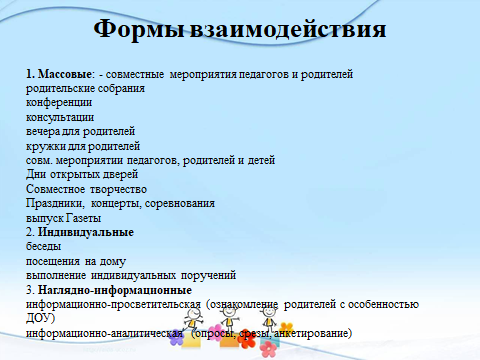 Формы взаимодействия
1. Массовые: - совместные мероприятия педагогов и родителей
родительские собрания
конференции
консультации
вечера для родителей
кружки для родителей
совм. мероприятии педагогов, родителей и детей
Дни открытых дверей
Совместное творчество
Праздники, концерты, соревнования
выпуск Газеты
2. Индивидуальные
беседы
посещения на дому
выполнение индивидуальных поручений
3. Наглядно-информационные
информационно-просветительская (ознакомление родителей с особенностью
ДОУ)
информационно-аналитическая (опросы, срезы, анкетирование)